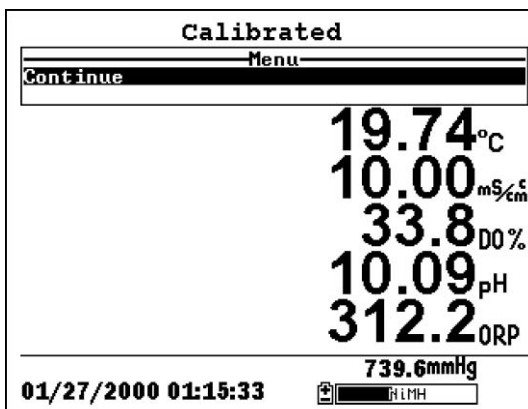 Calibrated
Menu
Continue
19.74°C
10.00mS/cm c
33.8DO%
10.09pH
312.2ORP
739.6mmHg
01/27/2000 01:15:33
NiMH